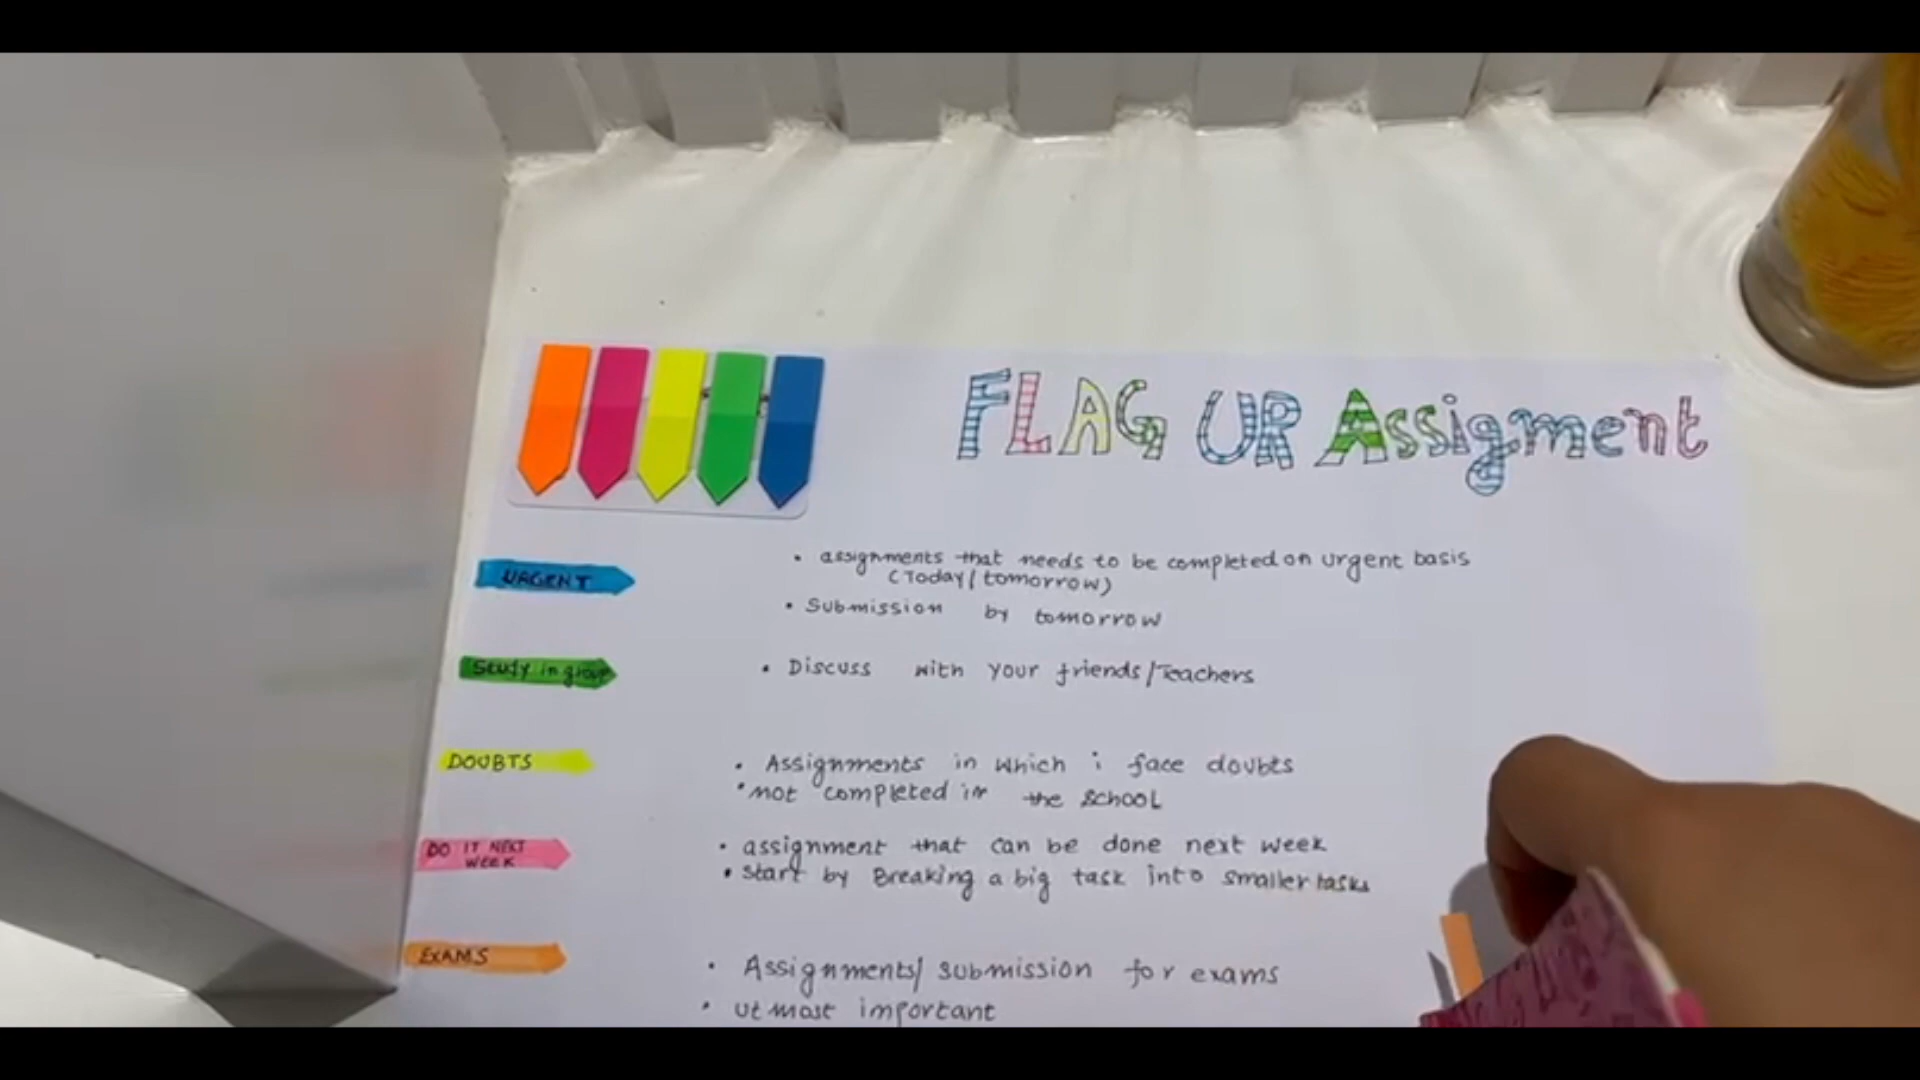 FLAG UR Assigment
URGENT
• assignments that needs to be completed on urgent basis
(Today/tomorrow)
• Submission by tomorrow
Study in group
• Discuss with your friends/Teachers
DOUBTS
• Assignments in which i face doubts
• not completed in the school
DO IT NEXT
WEEK
• assignment that can be done next week
• start by Breaking a big task into smaller tasks
EXAMS
• Assignments/ submission for exams
• utmost important